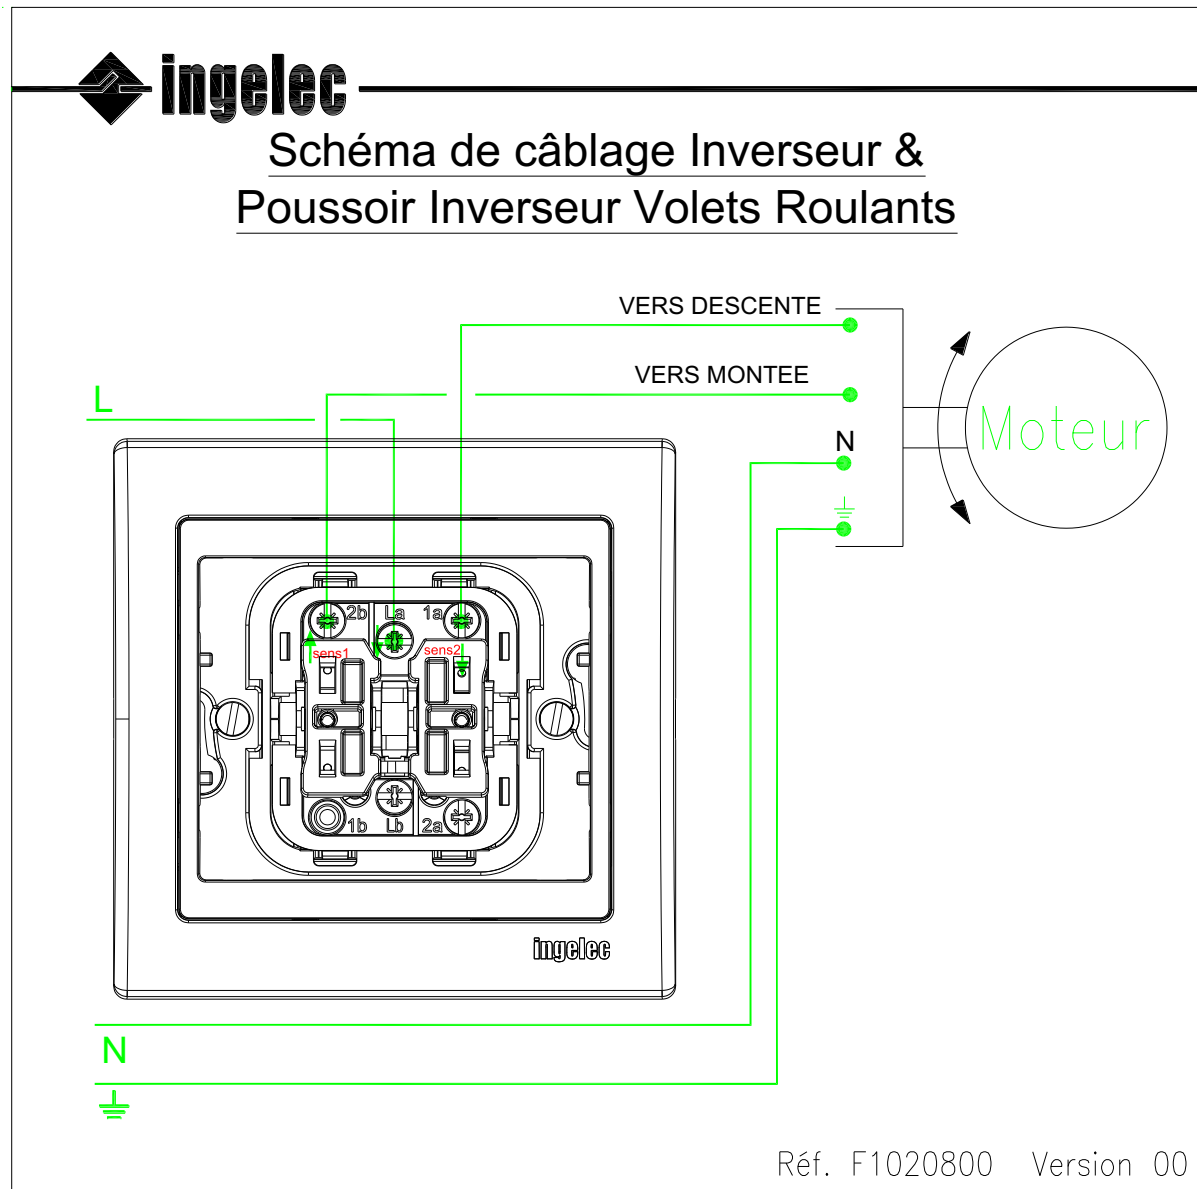 ingelec
Schéma de câblage Inverseur &
Poussoir Inverseur Volets Roulants
VERS DESCENTE
VERS MONTEE
L
N
Moteur
2b La 1a
sens1 sens2
1b Lb 2a
ingelec
N
Réf. F1020800 Version 00